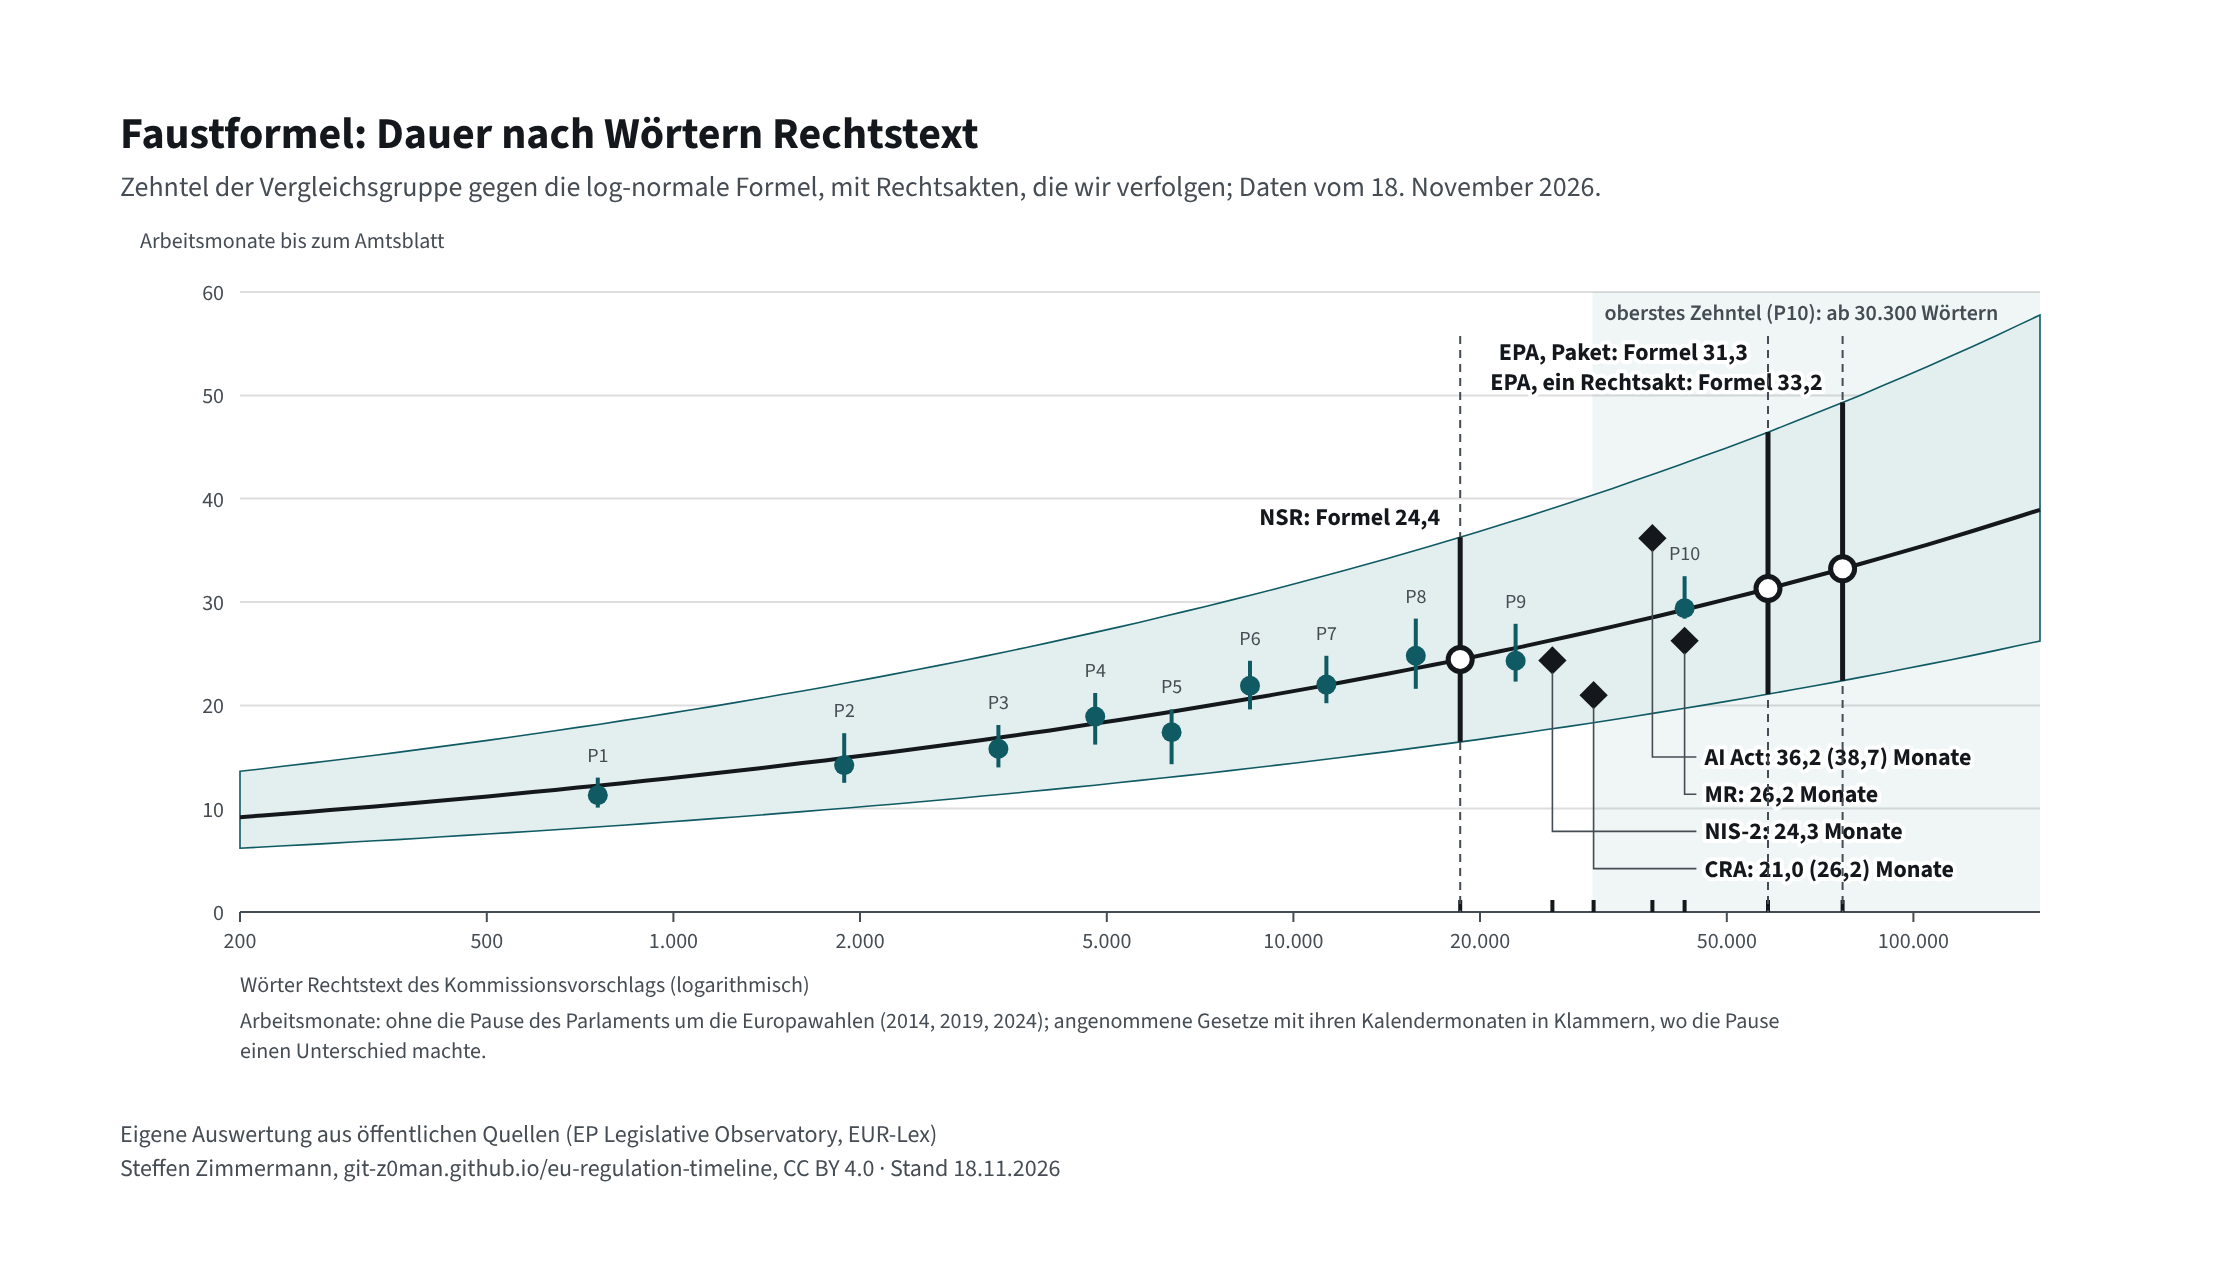 Faustformel: Dauer nach Wörtern Rechtstext
Zehntel der Vergleichsgruppe gegen die log-normale Formel, mit Rechtsakten, die wir verfolgen; Daten vom 18. November 2026.
Arbeitsmonate bis zum Amtsblatt
60
oberstes Zehntel (P10): ab 30.300 Wörtern
EPA, Paket: Formel 31,3
EPA, ein Rechtsakt: Formel 33,2
50
40
NSR: Formel 24,4
P10
30
P8
P9
P7
P6
P4
P5
P3
20
P2
P1
AI Act: 36,2 (38,7) Monate
MR: 26,2 Monate
10
NIS-2: 24,3 Monate
CRA: 21,0 (26,2) Monate
0
200
500
1.000
2.000
5.000
10.000
20.000
50.000
100.000
Wörter Rechtstext des Kommissionsvorschlags (logarithmisch)
Arbeitsmonate: ohne die Pause des Parlaments um die Europawahlen (2014, 2019, 2024); angenommene Gesetze mit ihren Kalendermonaten in Klammern, wo die Pause
einen Unterschied machte.
Eigene Auswertung aus öffentlichen Quellen (EP Legislative Observatory, EUR-Lex)
Steffen Zimmermann, git-z0man.github.io/eu-regulation-timeline, CC BY 4.0 · Stand 18.11.2026